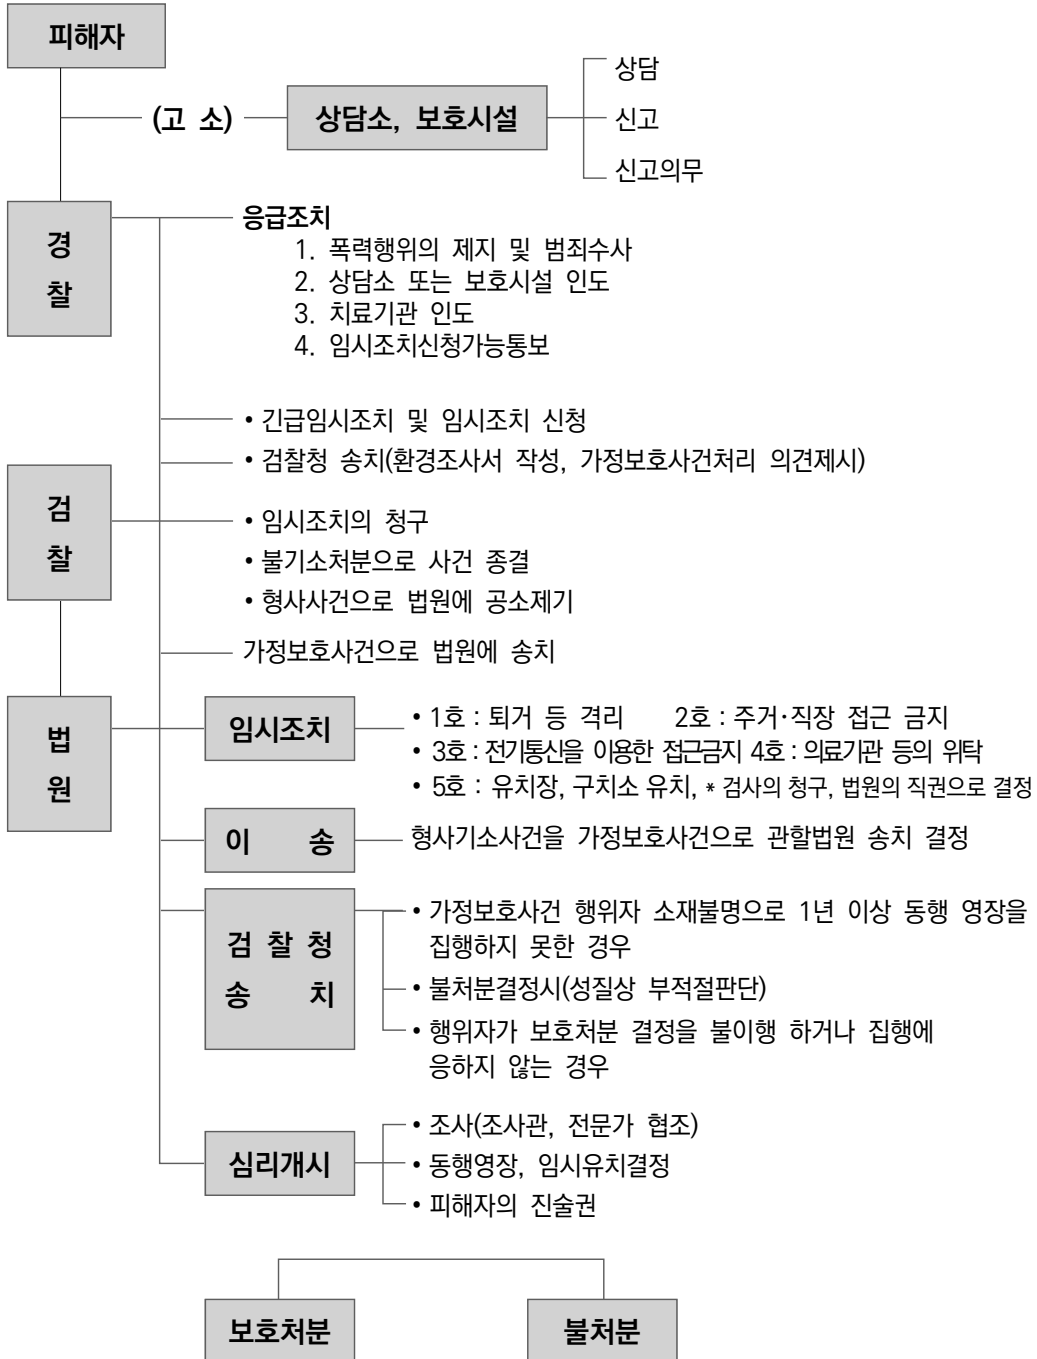 피해자
(고 소)
상담소, 보호시설
상담
신고
신고의무
경
찰
응급조치
1. 폭력행위의 제지 및 범죄수사
2. 상담소 또는 보호시설 인도
3. 치료기관 인도
4. 임시조치신청가능통보
• 긴급임시조치 및 임시조치 신청
• 검찰청 송치(환경조사서 작성, 가정보호사건처리 의견제시)
검
찰
• 임시조치의 청구
• 불기소처분으로 사건 종결
• 형사사건으로 법원에 공소제기
가정보호사건으로 법원에 송치
법
원
임시조치
• 1호 : 퇴거 등 격리 2호 : 주거·직장 접근 금지
• 3호 : 전기통신을 이용한 접근금지 4호 : 의료기관 등의 위탁
• 5호 : 유치장, 구치소 유치, * 검사의 청구, 법원의 직권으로 결정
이 송
형사기소사건을 가정보호사건으로 관할법원 송치 결정
검 찰 청
송 치
• 가정보호사건 행위자 소재불명으로 1년 이상 동행 영장을
집행하지 못한 경우
• 불처분결정시(성질상 부적절판단)
• 행위자가 보호처분 결정을 불이행 하거나 집행에
응하지 않는 경우
심리개시
• 조사(조사관, 전문가 협조)
• 동행영장, 임시유치결정
• 피해자의 진술권
보호처분
불처분